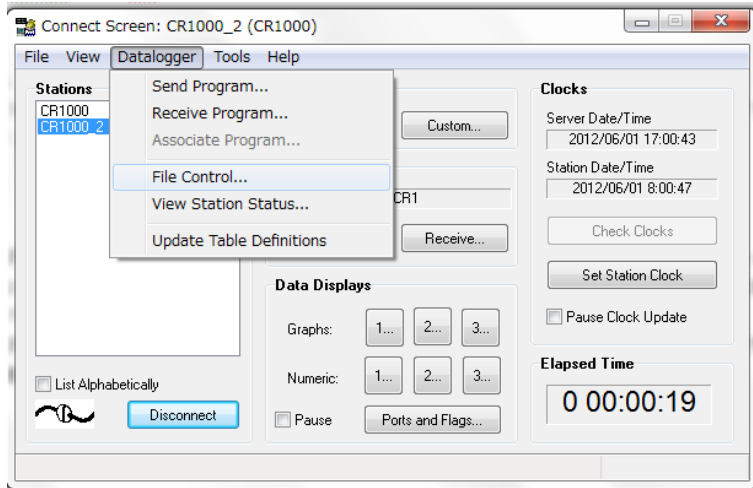 Connect Screen: CR1000_2 (CR1000)
File View Datalogger Tools Help
Send Program...
Receive Program...
Associate Program...
File Control...
View Station Status...
Update Table Definitions
Stations
CR1000
CR1000_2
List Alphabetically
Disconnect
Custom...
CR1
Receive...
Data Displays
Graphs: 1... 2... 3...
Numeric: 1... 2... 3...
Pause
Ports and Flags...
Clocks
Server Date/Time
2012/06/01 17:00:43
Station Date/Time
2012/06/01 8:00:47
Check Clocks
Set Station Clock
Pause Clock Update
Elapsed Time
0 00:00:19